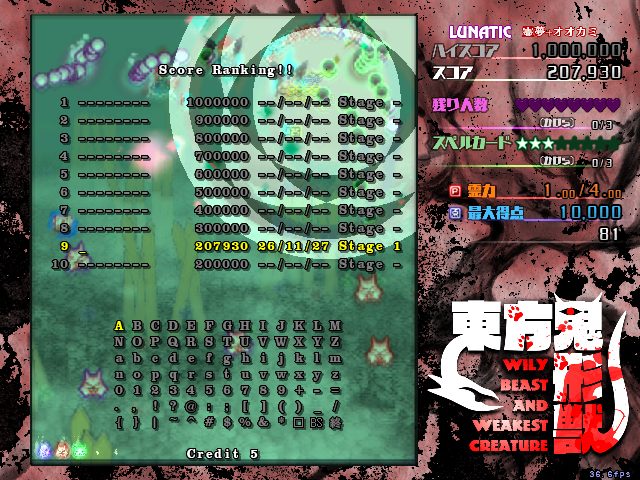 Score Ranking!!
1 -------- 1000000 --/--/-- Stage -
2 -------- 900000 --/--/-- Stage -
3 -------- 800000 --/--/-- Stage -
4 -------- 700000 --/--/-- Stage -
5 -------- 600000 --/--/-- Stage -
6 -------- 500000 --/--/-- Stage -
7 -------- 400000 --/--/-- Stage -
8 -------- 300000 --/--/-- Stage -
9 _ 207930 26/11/27 Stage 1
10 -------- 200000 --/--/-- Stage -
A B C D E F G H I J K L M
N O P Q R S T U V W X Y Z
a b c d e f g h i j k l m
n o p q r s t u v w x y z
0 1 2 3 4 5 6 7 8 9 + - =
. , ! ? @ : ; [ ] ( ) _ /
{ } | ~ ^ # $ % & * □ BS 終
Credit 5
LUNATIC 霊夢+オオカミ
ハイスコア 1,000,000
スコア 207,930
残り人数
(かけら) 0/3
スペルカード
(かけら) 0/3
P 霊力 1.00/4.00
最大得点 10,000
81
東方鬼形獣
WILY
BEAST
AND
WEAKEST
CREATURE
36.6fps